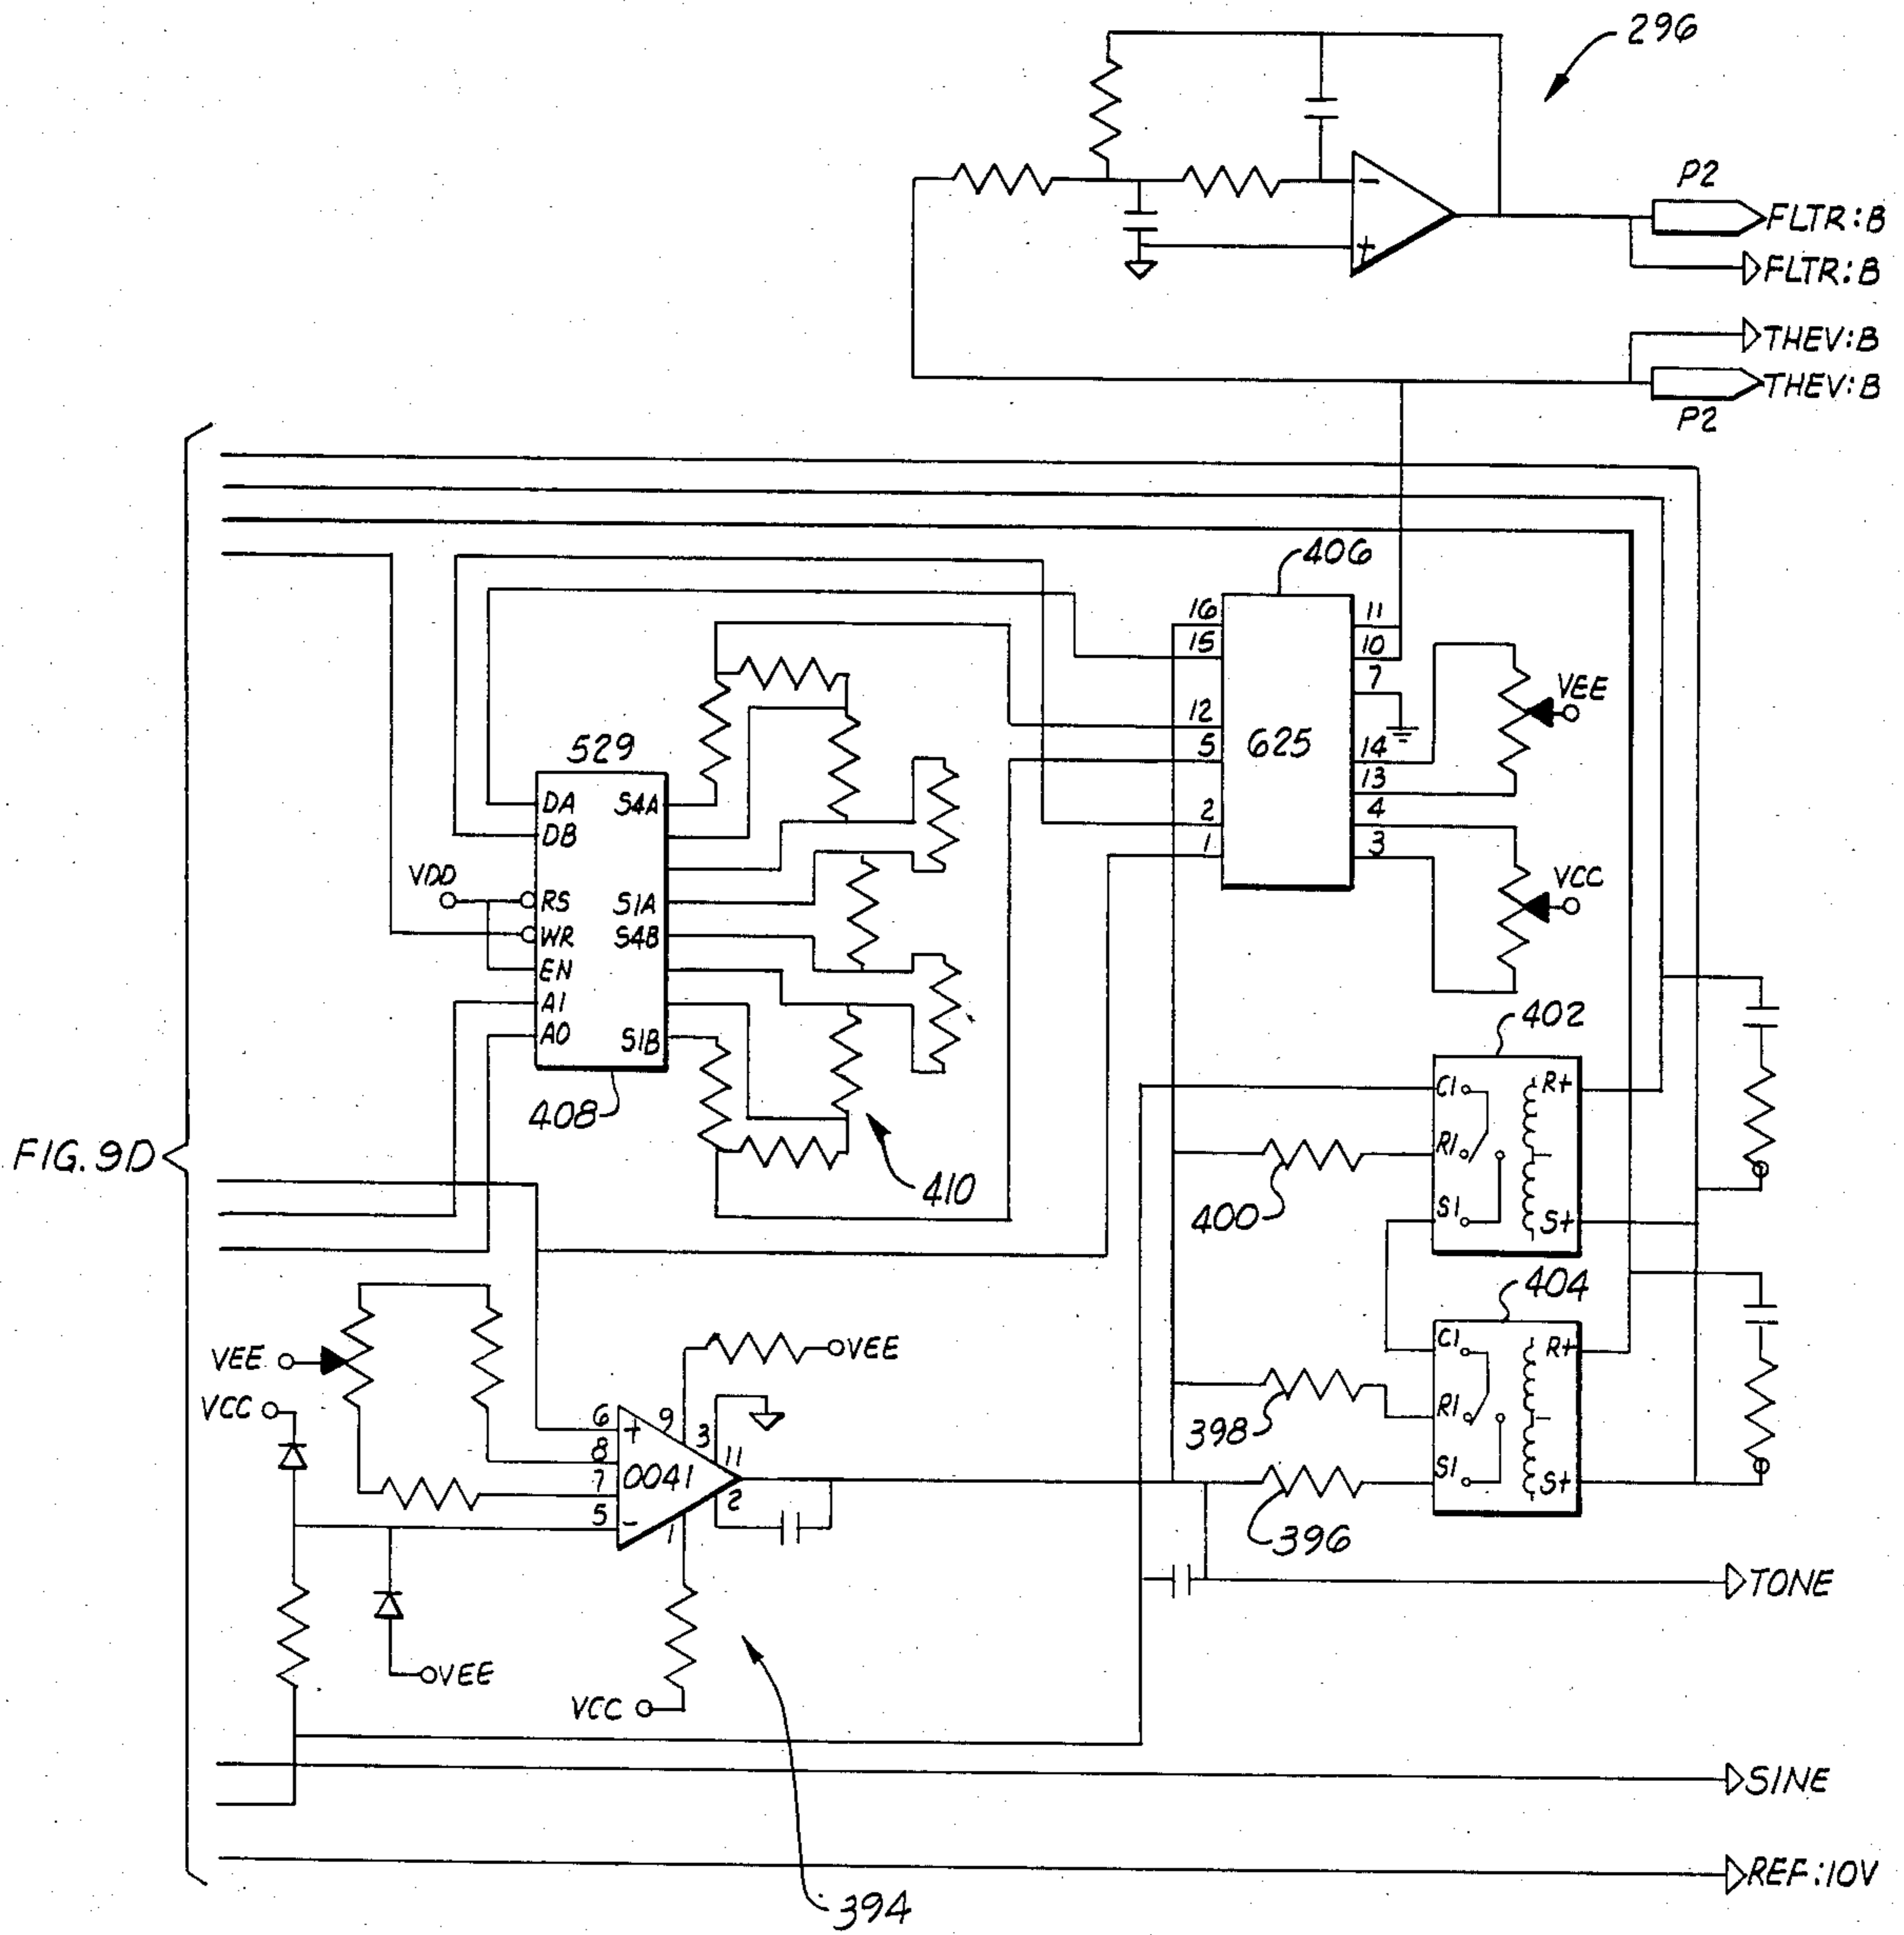 296
P2
FLTR:B
FLTR:B
THEV:B
THEV:B
P2
406
16
15
12
5
2
1
625
11
10
7
14
13
4
3
VEE
VCC
529
DA
DB
RS
WR
EN
A1
A0
S4A
S1A
S4B
S1B
VDD
408
410
FIG. 9D
402
C1
R1
S1
R+
S+
400
404
C1
R1
S1
R+
S+
398
396
VEE
VCC
VEE
6
8
7
5
+
-
9
3
11
0041
2
1
VEE
VCC
TONE
SINE
REF:10V
394